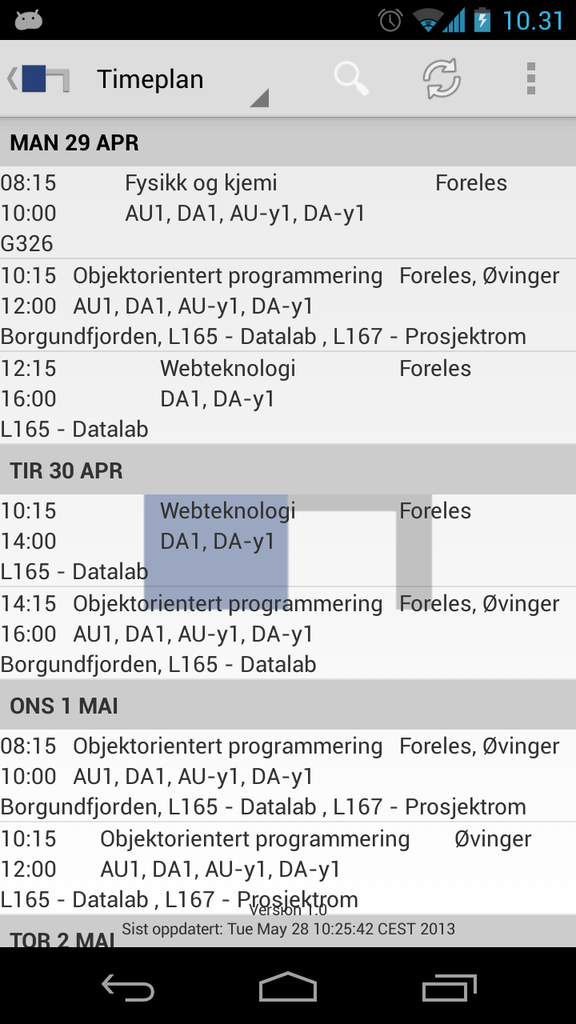 10.31
Timeplan
MAN 29 APR
08:15 Fysikk og kjemi Foreles
10:00 AU1, DA1, AU-y1, DA-y1
G326
10:15 Objektorientert programmering Foreles, Øvinger
12:00 AU1, DA1, AU-y1, DA-y1
Borgundfjorden, L165 - Datalab , L167 - Prosjektrom
12:15 Webteknologi Foreles
16:00 DA1, DA-y1
L165 - Datalab
TIR 30 APR
10:15 Webteknologi Foreles
14:00 DA1, DA-y1
L165 - Datalab
14:15 Objektorientert programmering Foreles, Øvinger
16:00 AU1, DA1, AU-y1, DA-y1
Borgundfjorden, L165 - Datalab
ONS 1 MAI
08:15 Objektorientert programmering Foreles, Øvinger
10:00 AU1, DA1, AU-y1, DA-y1
Borgundfjorden, L165 - Datalab , L167 - Prosjektrom
10:15 Objektorientert programmering Øvinger
12:00 AU1, DA1, AU-y1, DA-y1
L165 - Datalab , L167 - Prosjektrom
Version 1.0
Sist oppdatert: Tue May 28 10:25:42 CEST 2013
TOR 2 MAI